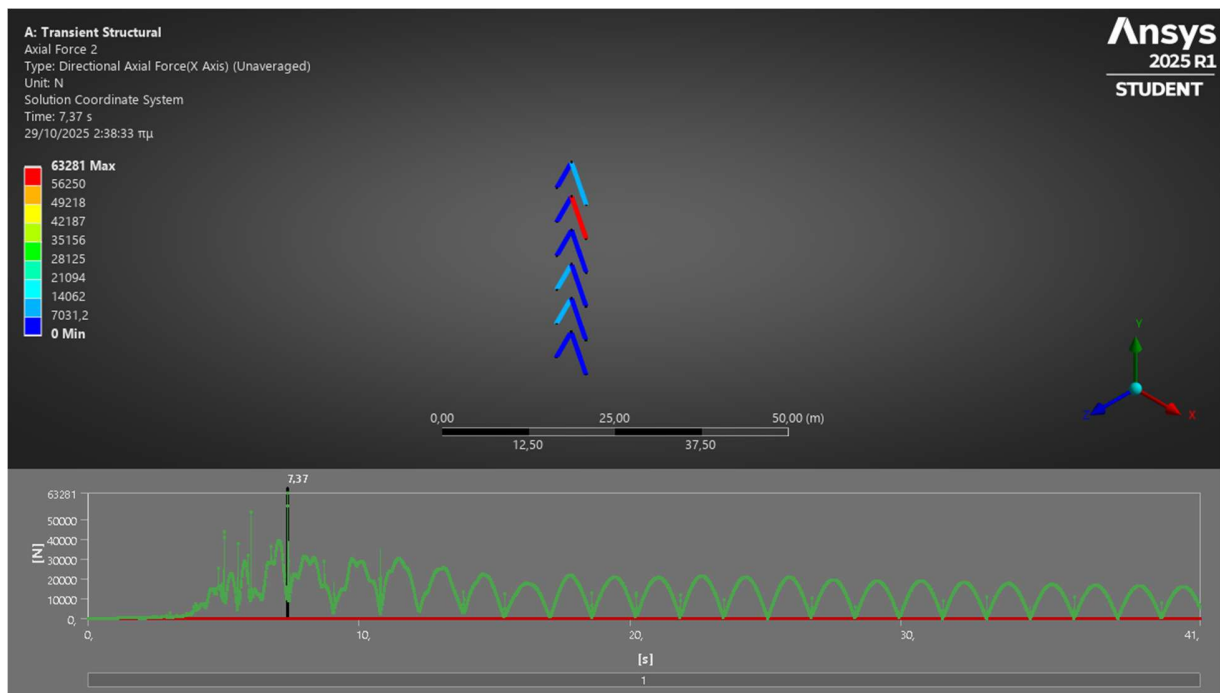 A: Transient Structural
Axial Force 2
Type: Directional Axial Force(X Axis) (Unaveraged)
Unit: N
Solution Coordinate System
Time: 7,37 s
29/10/2025 2:38:33 πμ
63281 Max
56250
49218
42187
35156
28125
21094
14062
7031,2
0 Min
Ansys
2025 R1
STUDENT
Y
Z
X
0,00 25,00 50,00 (m)
12,50 37,50
7,37
63281
50000
40000
30000
20000
10000
0,
[N]
0, 10, 20, 30, 41,
[s]
1